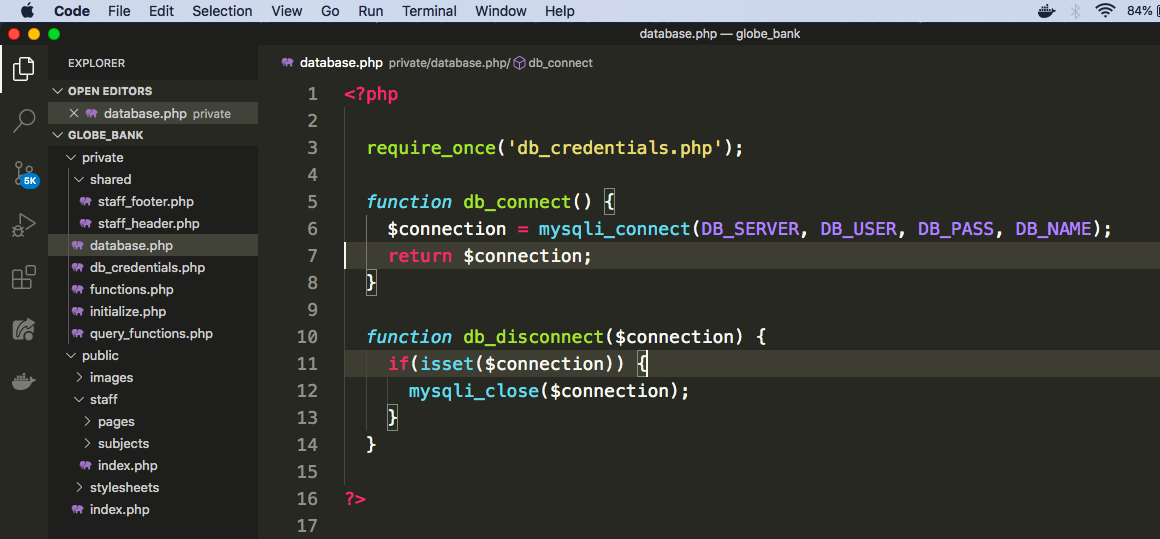 Code File Edit Selection View Go Run Terminal Window Help 84%
database.php — globe_bank
EXPLORER
OPEN EDITORS
database.php private
GLOBE_BANK
private
shared
staff_footer.php
staff_header.php
database.php
db_credentials.php
functions.php
initialize.php
query_functions.php
public
images
staff
pages
subjects
index.php
stylesheets
index.php
5K
database.php private/database.php/ db_connect
1 <?php
2
3 require_once('db_credentials.php');
4
5 function db_connect() {
6 $connection = mysqli_connect(DB_SERVER, DB_USER, DB_PASS, DB_NAME);
7 return $connection;
8 }
9
10 function db_disconnect($connection) {
11 if(isset($connection)) {
12 mysqli_close($connection);
13 }
14 }
15
16 ?>
17